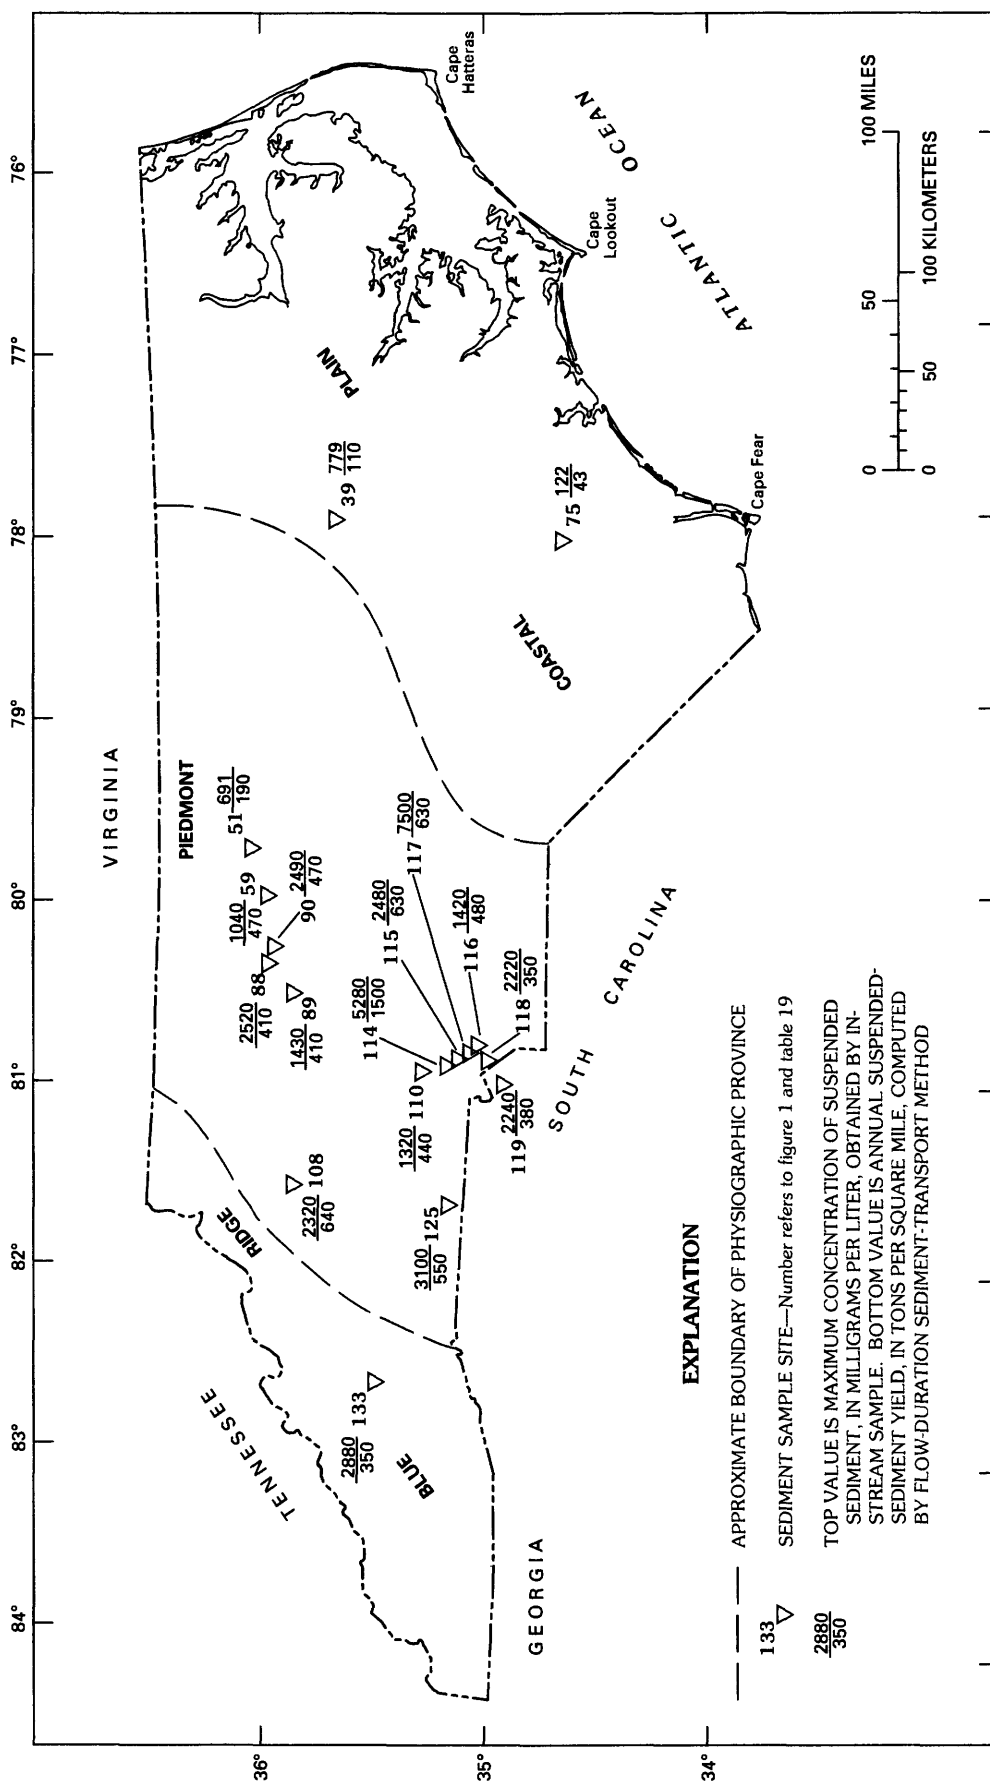 84°
83°
82°
81°
80°
79°
78°
77°
76°
36°
35°
34°
VIRGINIA
TENNESSEE
GEORGIA
SOUTH
CAROLINA
ATLANTIC
OCEAN
BLUE
RIDGE
PIEDMONT
COASTAL
PLAIN
Cape
Hatteras
Cape
Lookout
Cape Fear
133
2880
350
108
2320
640
125
3100
550
110
1320
440
119
2240
380
114
5280
1500
115
2480
630
117
7500
630
116
1420
480
118
2220
350
89
1430
410
88
2520
410
90
2490
470
59
1040
470
51
691
190
39
779
110
75
122
43
0 50 100 MILES
0 50 100 KILOMETERS
EXPLANATION
APPROXIMATE BOUNDARY OF PHYSIOGRAPHIC PROVINCE
133
SEDIMENT SAMPLE SITE—Number refers to figure 1 and table 19
2880
350
TOP VALUE IS MAXIMUM CONCENTRATION OF SUSPENDED
SEDIMENT, IN MILLIGRAMS PER LITER, OBTAINED BY IN-
STREAM SAMPLE. BOTTOM VALUE IS ANNUAL SUSPENDED-
SEDIMENT YIELD, IN TONS PER SQUARE MILE, COMPUTED
BY FLOW-DURATION SEDIMENT-TRANSPORT METHOD